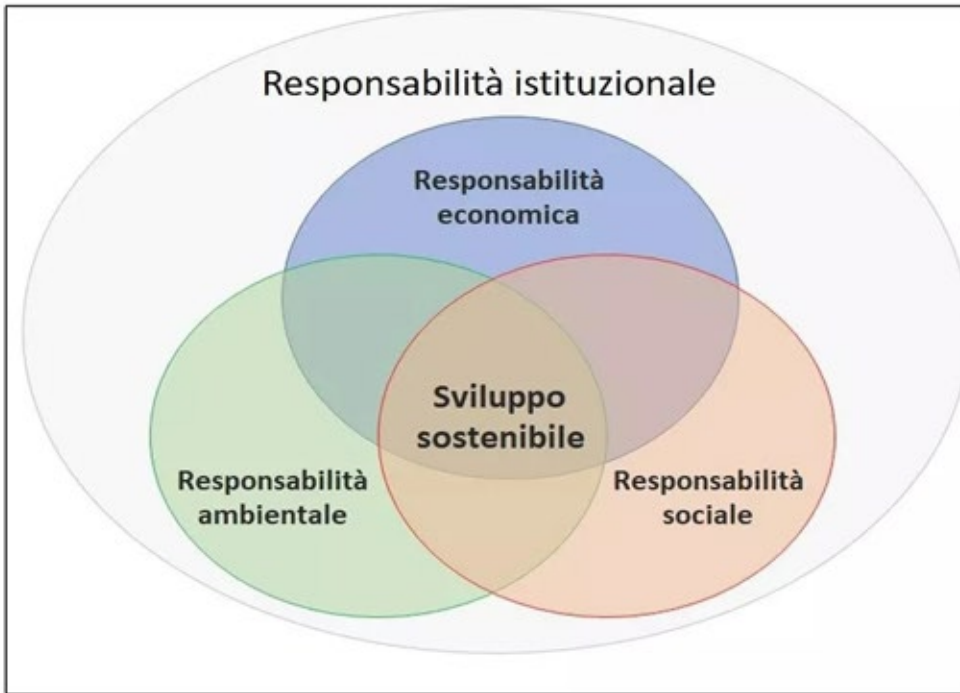 Responsabilità istituzionale
Responsabilità
economica
Sviluppo
sostenibile
Responsabilità
ambientale
Responsabilità
sociale